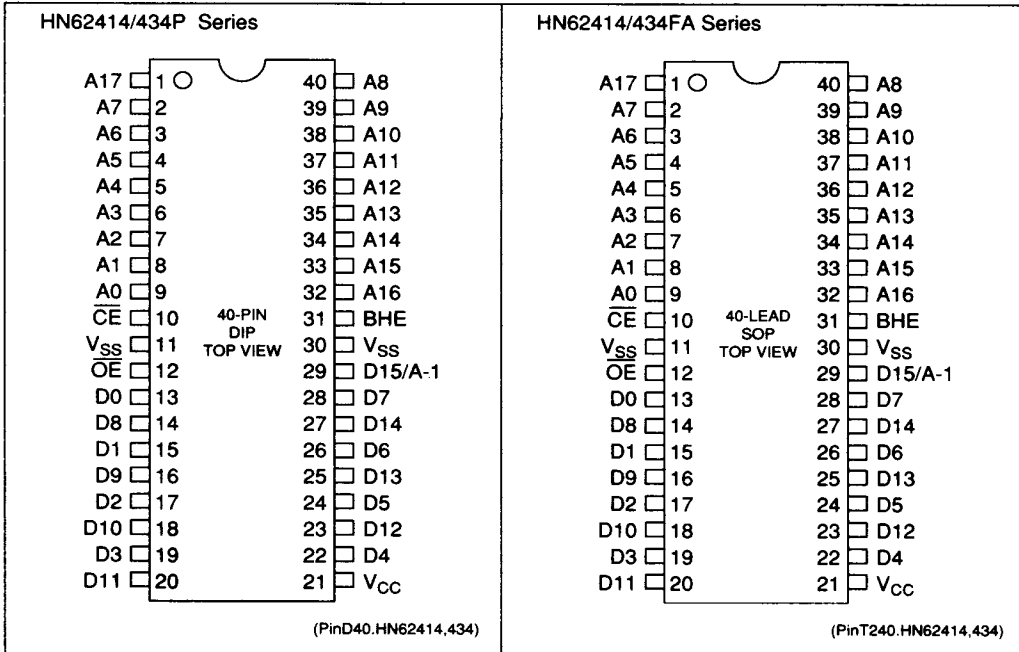 HN62414/434P Series
A17 1 40 A8
A7 2 39 A9
A6 3 38 A10
A5 4 37 A11
A4 5 36 A12
A3 6 35 A13
A2 7 34 A14
A1 8 33 A15
A0 9 32 A16
C̅E̅ 10 31 BHE
VSS 11 30 VSS
O̅E̅ 12 29 D15/A-1
D0 13 28 D7
D8 14 27 D14
D1 15 26 D6
D9 16 25 D13
D2 17 24 D5
D10 18 23 D12
D3 19 22 D4
D11 20 21 VCC
40-PIN
DIP
TOP VIEW
(PinD40.HN62414,434)
HN62414/434FA Series
A17 1 40 A8
A7 2 39 A9
A6 3 38 A10
A5 4 37 A11
A4 5 36 A12
A3 6 35 A13
A2 7 34 A14
A1 8 33 A15
A0 9 32 A16
C̅E̅ 10 31 BHE
VSS 11 30 VSS
O̅E̅ 12 29 D15/A-1
D0 13 28 D7
D8 14 27 D14
D1 15 26 D6
D9 16 25 D13
D2 17 24 D5
D10 18 23 D12
D3 19 22 D4
D11 20 21 VCC
40-LEAD
SOP
TOP VIEW
(PinT240.HN62414,434)